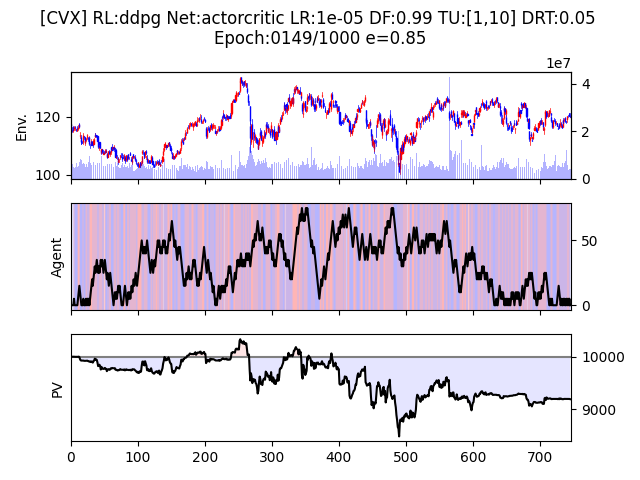 [CVX] RL:ddpg Net:actorcritic LR:1e-05 DF:0.99 TU:[1,10] DRT:0.05
Epoch:0149/1000 e=0.85
1e7
Env.
120
100
4
2
0
Agent
50
0
PV
10000
9000
0 100 200 300 400 500 600 700